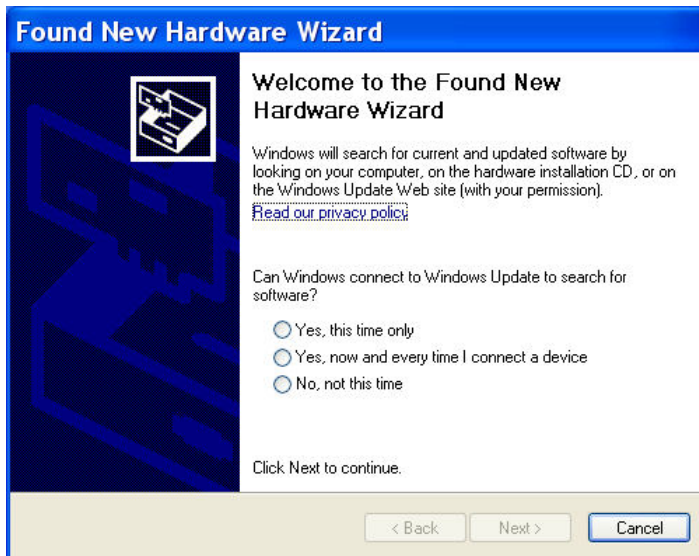 Found New Hardware Wizard
Welcome to the Found New
Hardware Wizard
Windows will search for current and updated software by
looking on your computer, on the hardware installation CD, or on
the Windows Update Web site (with your permission).
Read our privacy policy
Can Windows connect to Windows Update to search for
software?
Yes, this time only
Yes, now and every time I connect a device
No, not this time
Click Next to continue.
< Back
Next >
Cancel